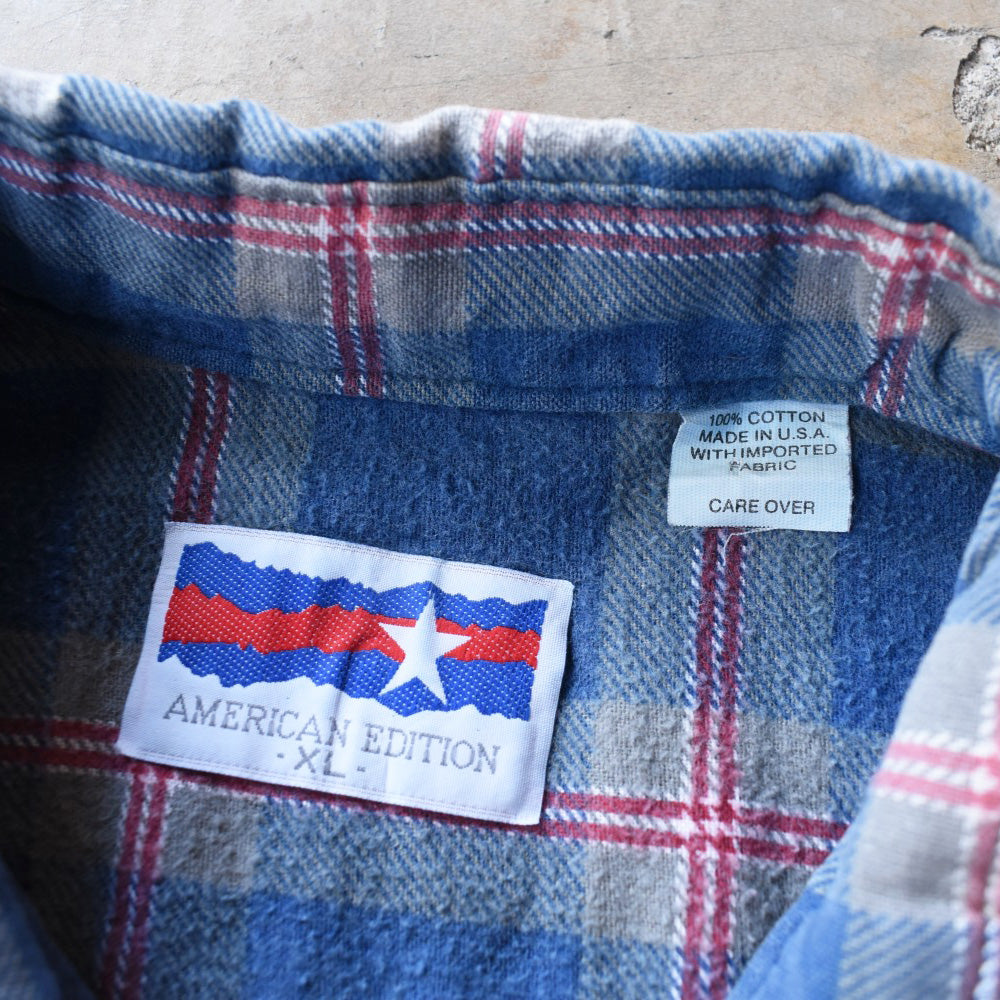 100% COTTON
MADE IN U.S.A.
WITH IMPORTED
FABRIC
CARE OVER
AMERICAN EDITION
- XL -